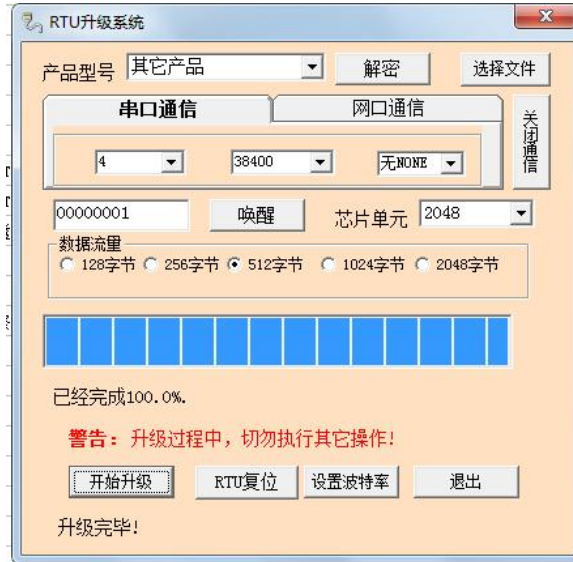 RTU升级系统
产品型号 其它产品 解密 选择文件
串口通信 网口通信
关闭通信
4 38400 无NONE
00000001 唤醒 芯片单元 2048
数据流量
128字节 256字节 512字节 1024字节 2048字节
已经完成100.0%.
警告：升级过程中，切勿执行其它操作!
开始升级 RTU复位 设置波特率 退出
升级完毕!